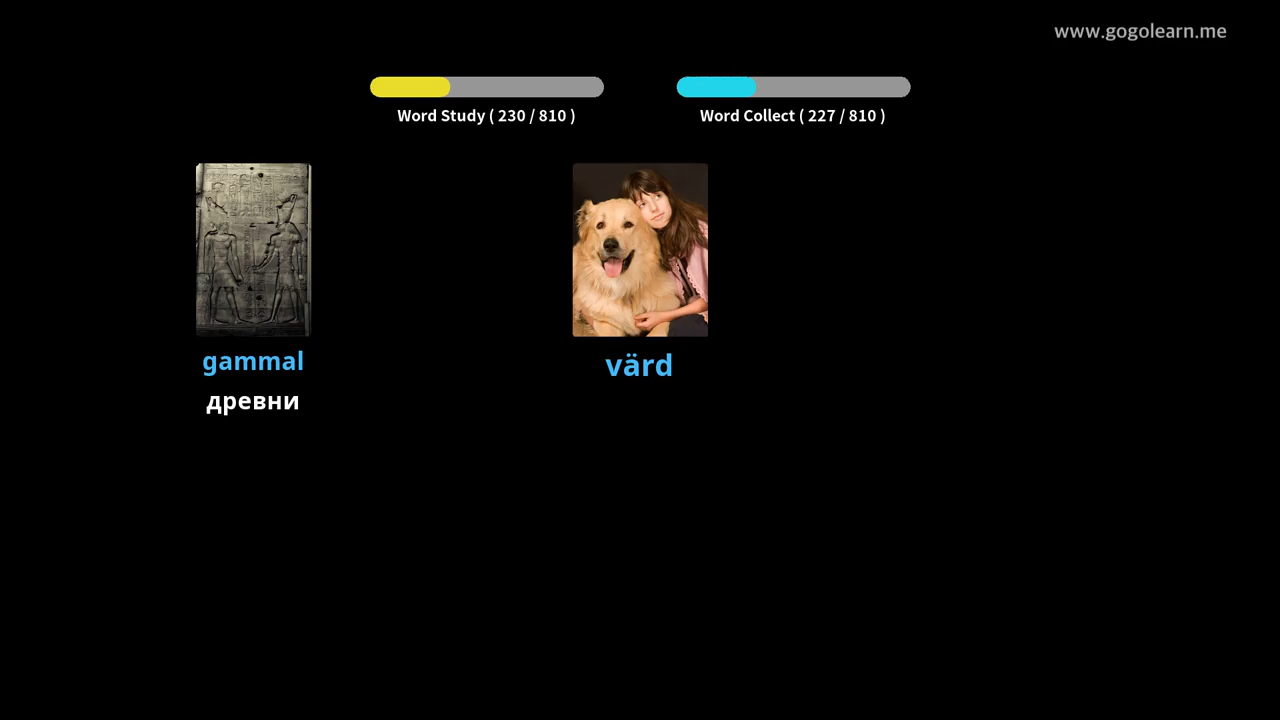 www.gogolearn.me
Word Study ( 230 / 810 )
Word Collect ( 227 / 810 )
gammal
древни
värd